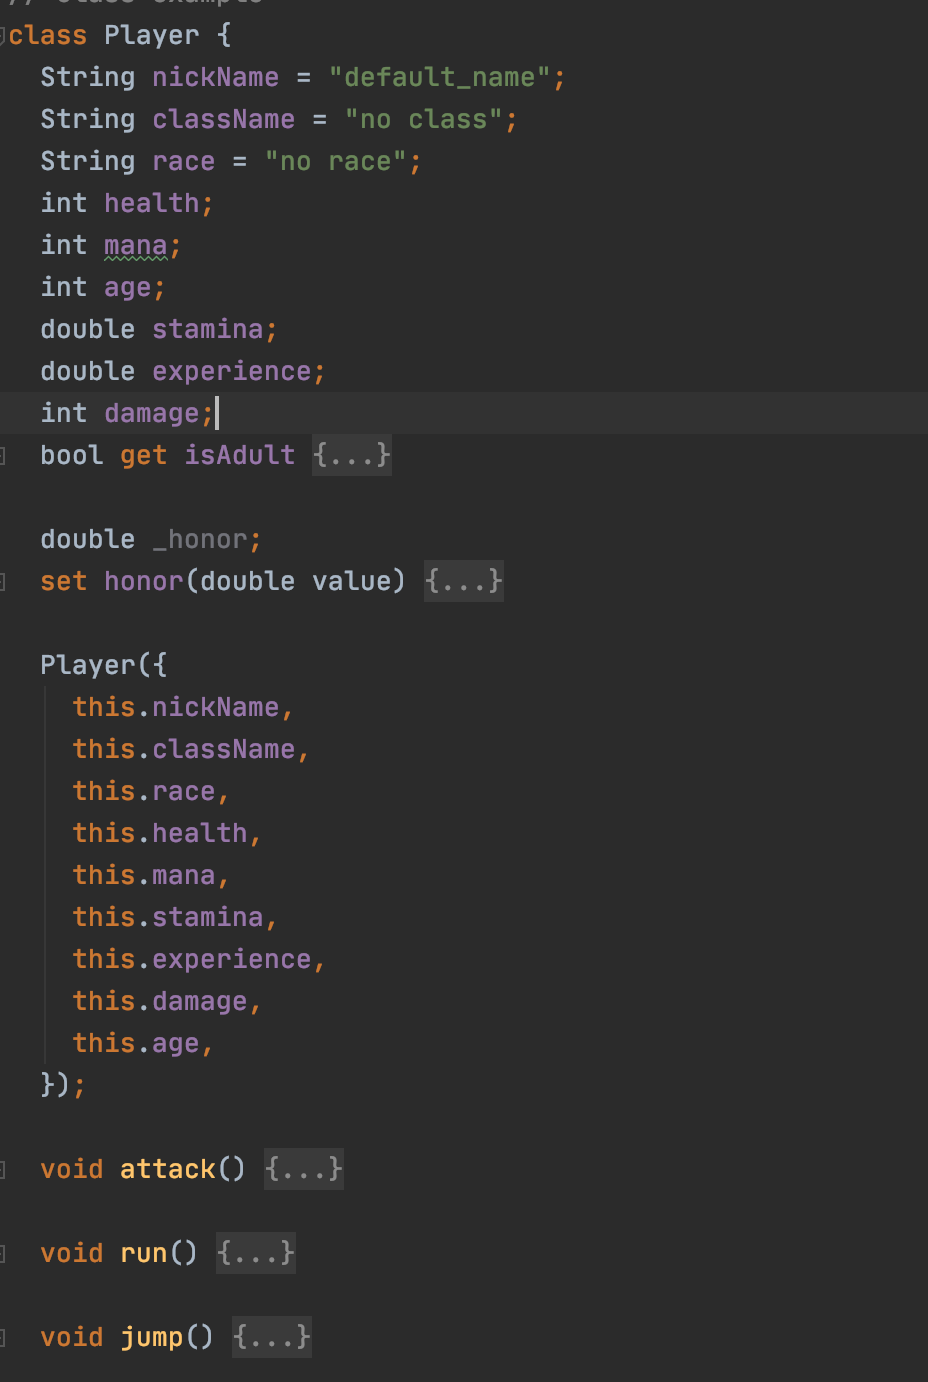 class Player {
String nickName = "default_name";
String className = "no class";
String race = "no race";
int health;
int mana;
int age;
double stamina;
double experience;
int damage;
bool get isAdult {...}
double _honor;
set honor(double value) {...}
Player({
this.nickName,
this.className,
this.race,
this.health,
this.mana,
this.stamina,
this.experience,
this.damage,
this.age,
});
void attack() {...}
void run() {...}
void jump() {...}